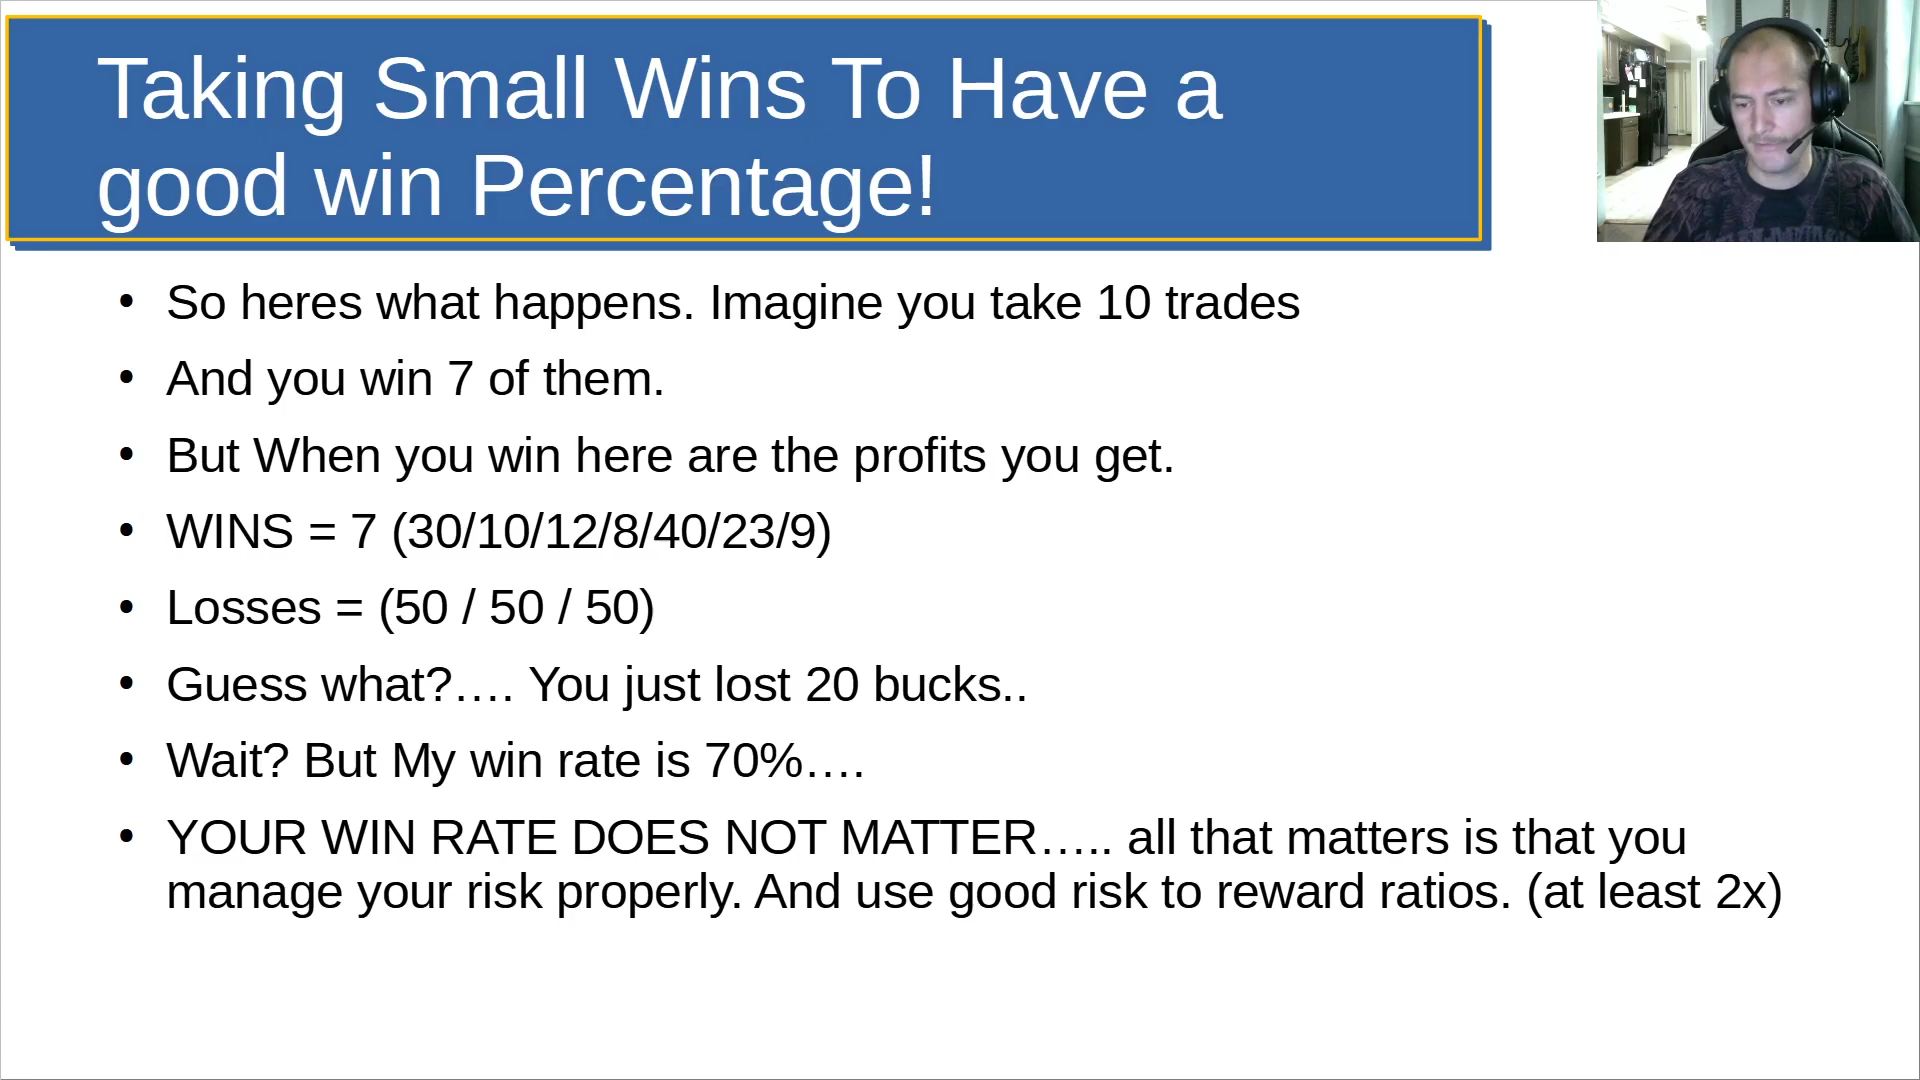 Taking Small Wins To Have a
good win Percentage!
• So heres what happens. Imagine you take 10 trades
• And you win 7 of them.
• But When you win here are the profits you get.
• WINS = 7 (30/10/12/8/40/23/9)
• Losses = (50 / 50 / 50)
• Guess what?…. You just lost 20 bucks..
• Wait? But My win rate is 70%….
• YOUR WIN RATE DOES NOT MATTER….. all that matters is that you
manage your risk properly. And use good risk to reward ratios. (at least 2x)